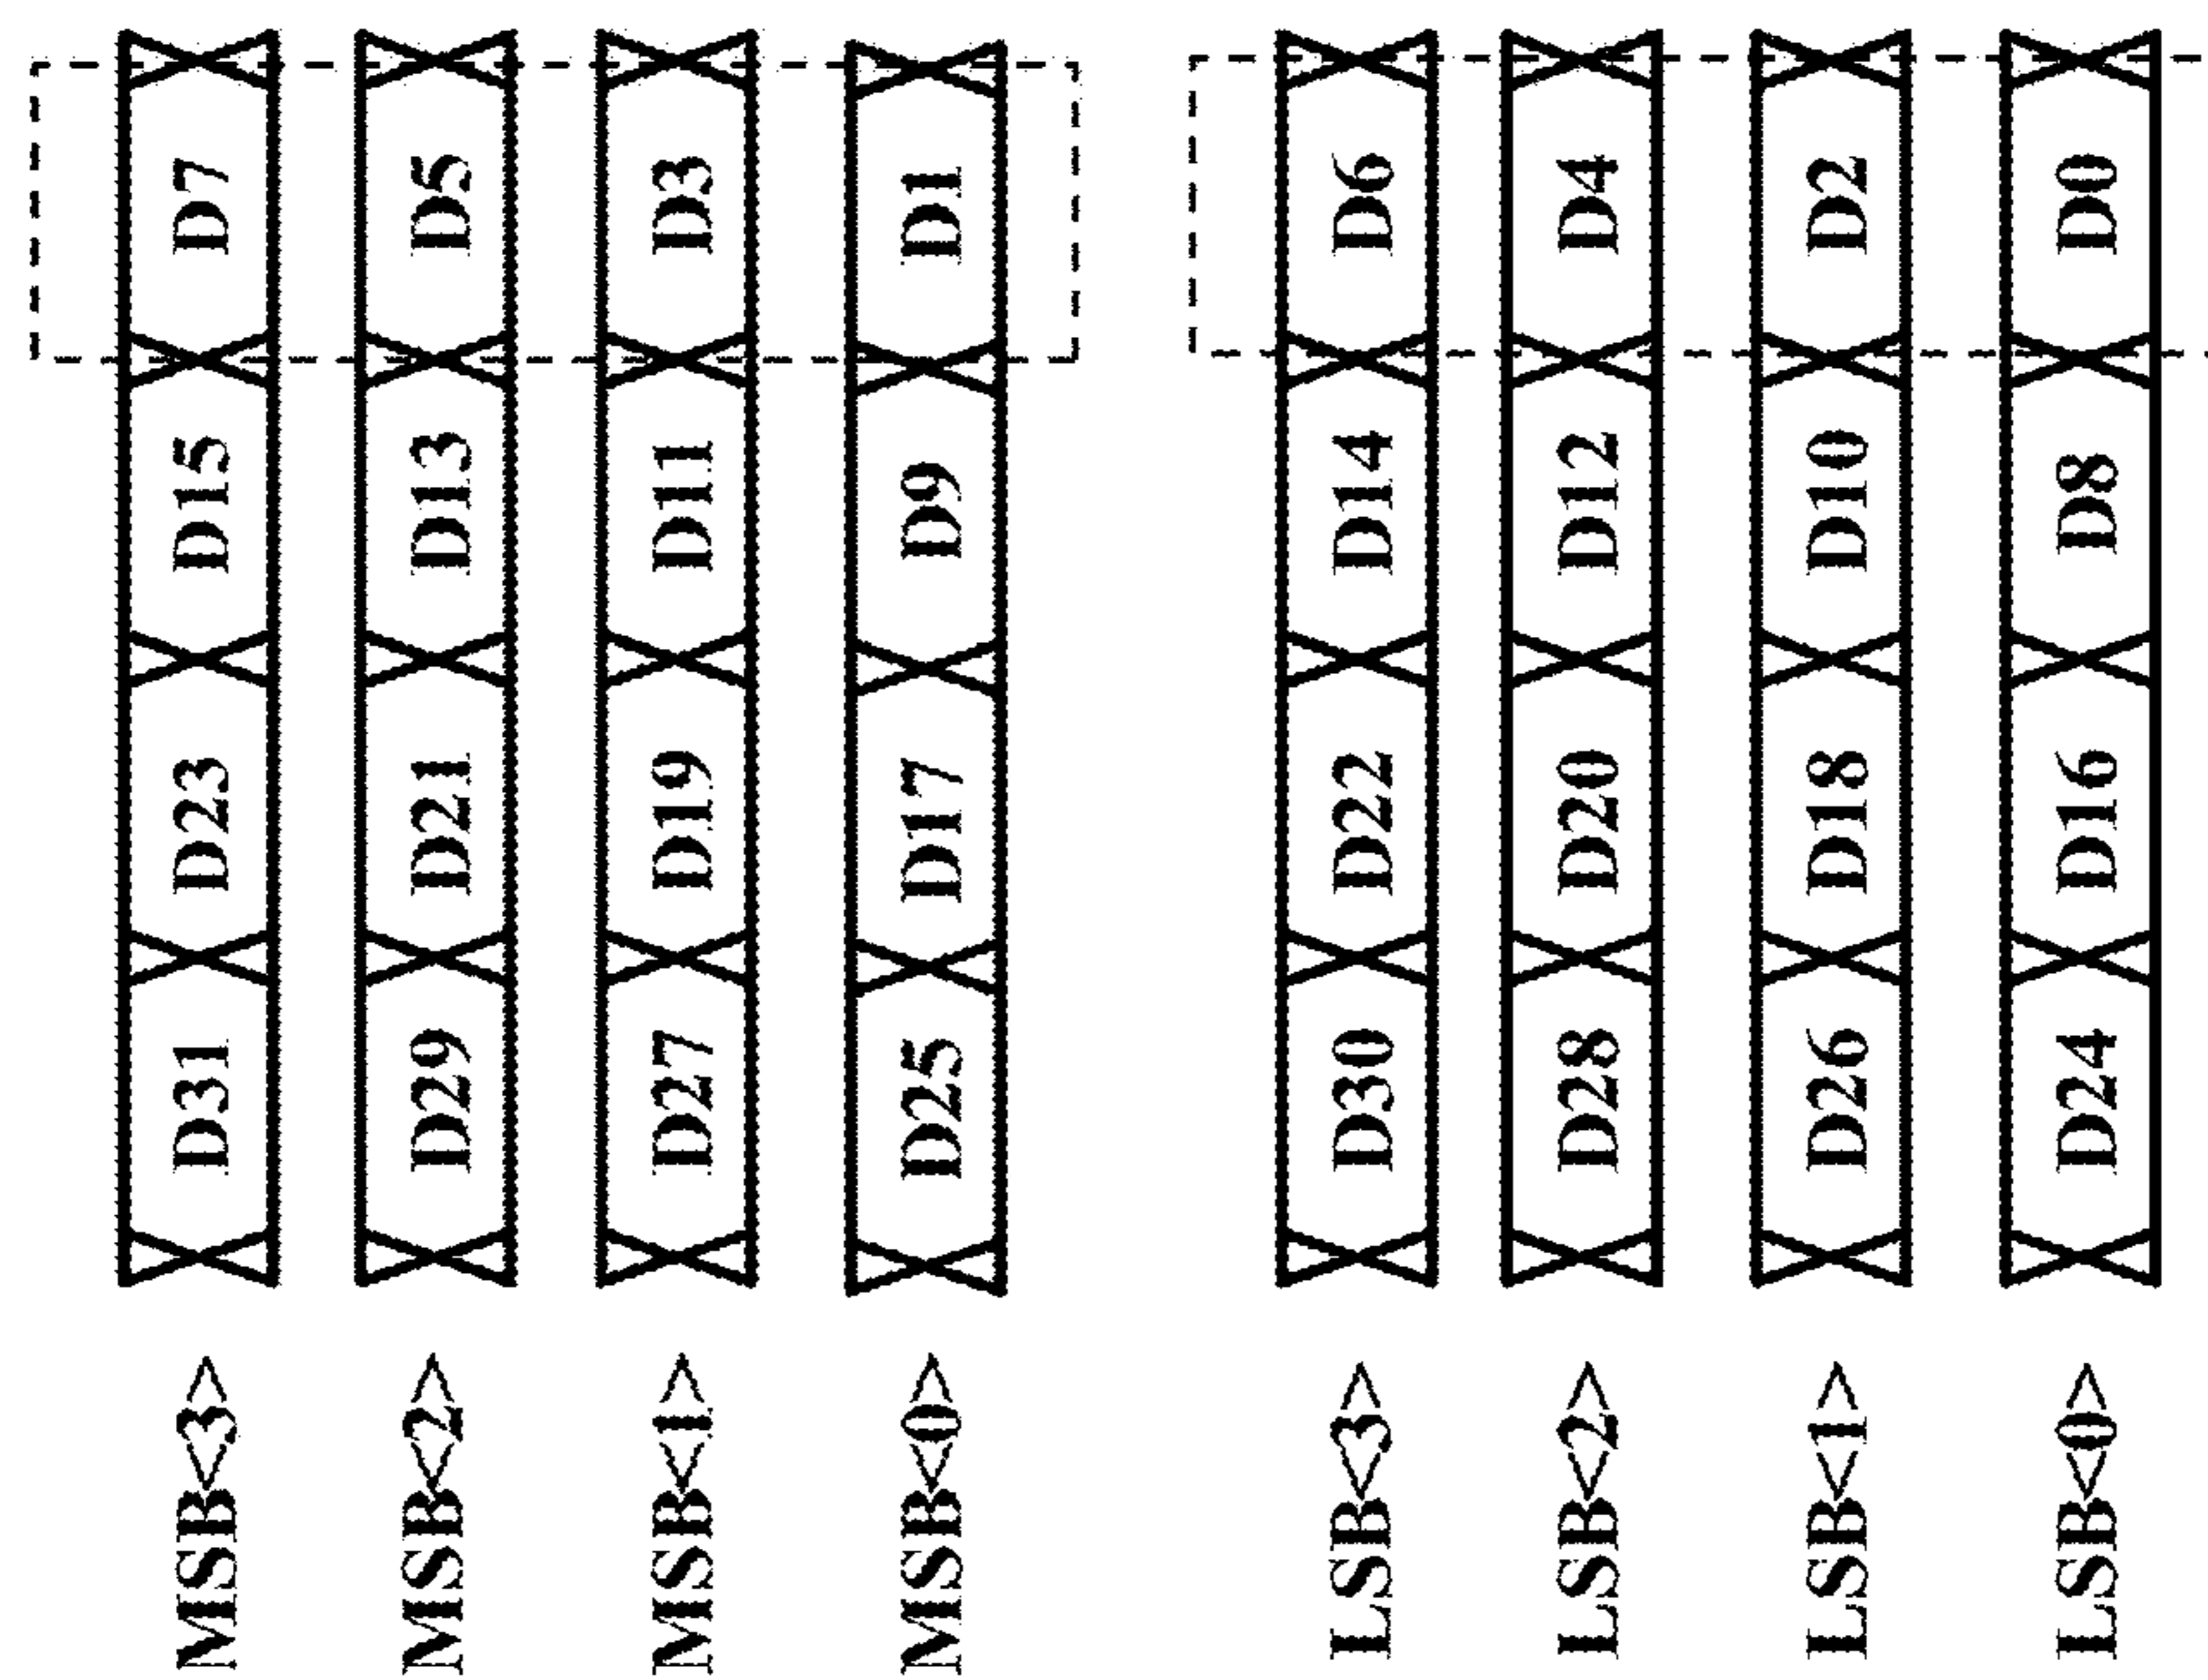 MSB<3> D31 D23 D15 D7
MSB<2> D29 D21 D13 D5
MSB<1> D27 D19 D11 D3
MSB<0> D25 D17 D9 D1
LSB<3> D30 D22 D14 D6
LSB<2> D28 D20 D12 D4
LSB<1> D26 D18 D10 D2
LSB<0> D24 D16 D8 D0